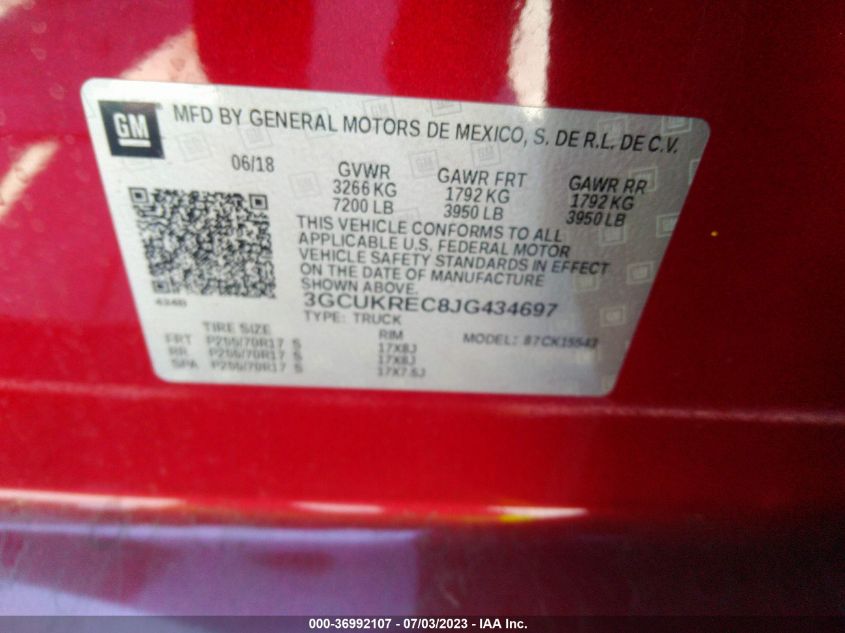 GM
MFD BY GENERAL MOTORS DE MEXICO, S. DE R.L. DE C.V.
06/18 GVWR GAWR FRT GAWR RR
3266 KG 1792 KG 1792 KG
7200 LB 3950 LB 3950 LB
THIS VEHICLE CONFORMS TO ALL
APPLICABLE U.S. FEDERAL MOTOR
VEHICLE SAFETY STANDARDS IN EFFECT
ON THE DATE OF MANUFACTURE
SHOWN ABOVE.
3GCUKREC8JG434697
TYPE: TRUCK MODEL: 87CK15543
TIRE SIZE RIM
FRT P255/70R17 S 17X8J
RR P255/70R17 S 17X8J
SPA P255/70R17 S 17X7.5J
000-36992107 - 07/03/2023 - IAA Inc.